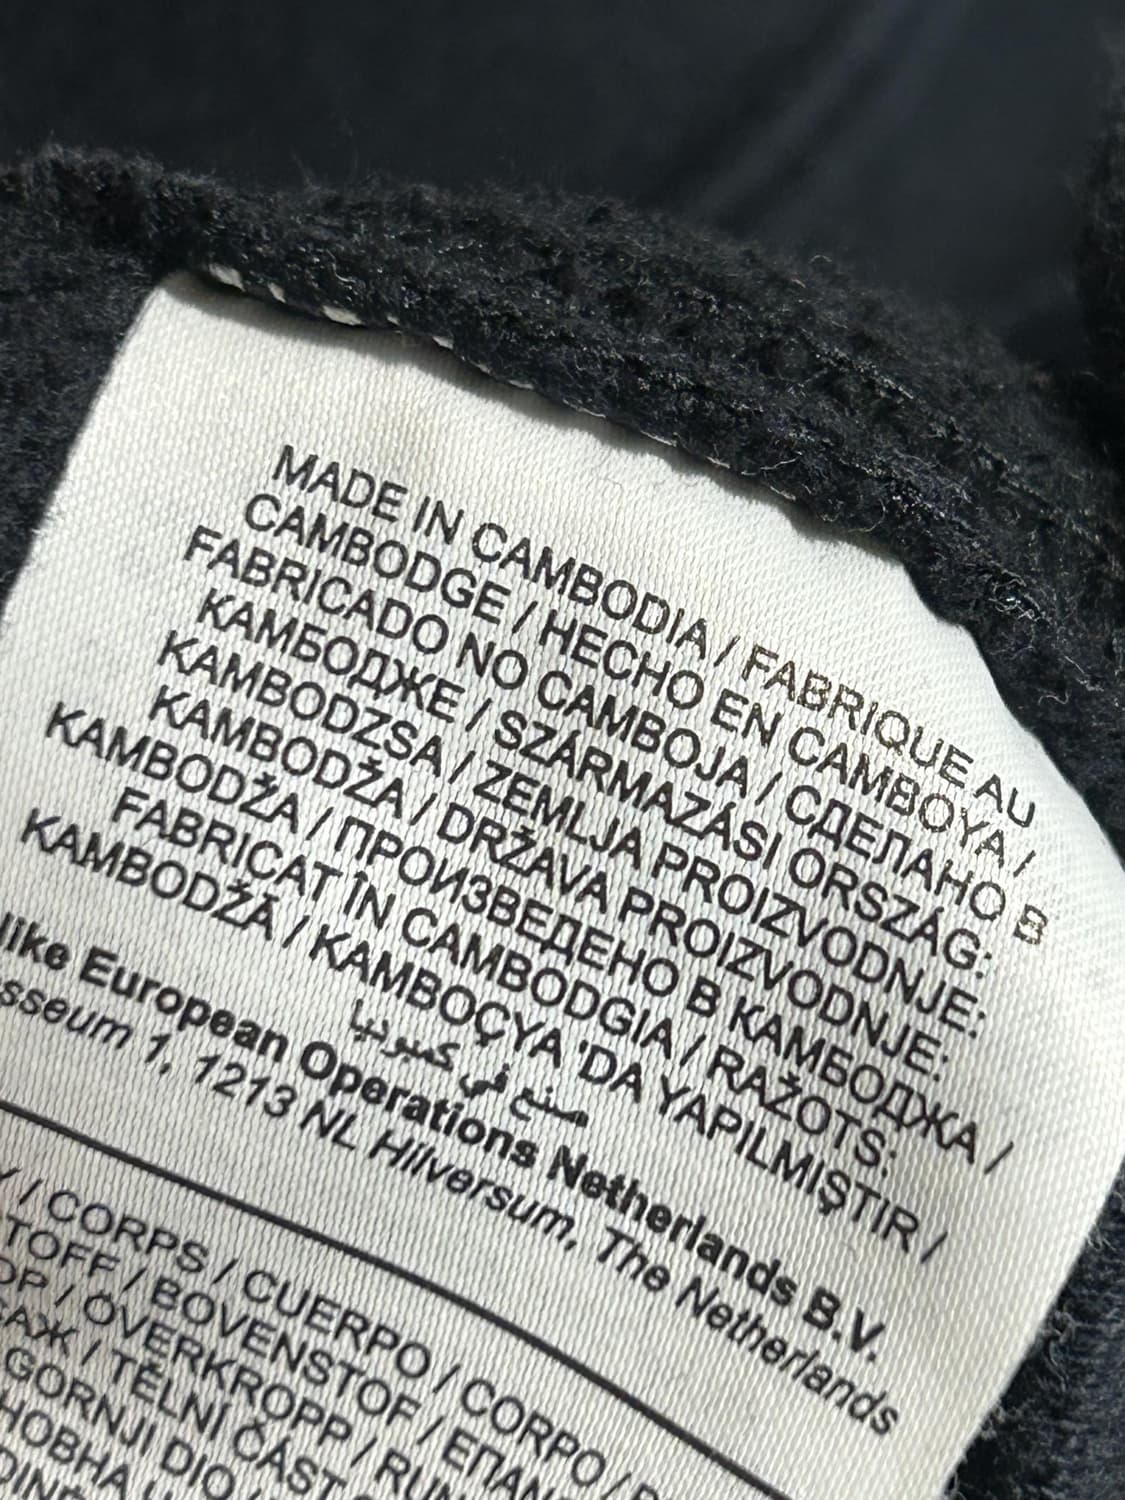 MADE IN CAMBODIA / FABRIQUE AU
CAMBODGE / HECHO EN CAMBOYA /
FABRICADO NO CAMBOJA / СДЕЛАНО В
КАМБОДЖЕ / SZÁRMAZÁSI ORSZÁG:
KAMBODZSA / ZEMLJA PROIZVODNJE:
KAMBODŽA / DRŽAVA PROIZVODNJE:
KAMBODŽA / ПРОИЗВЕДЕНО В КАМБОДЖА /
FABRICAT ÎN CAMBODGIA / RAŽOTS:
KAMBODŽĀ / KAMBOÇYA 'DA YAPILMIŞTIR /
صنع في كمبوديا
European Operations Netherlands B.V.
1, 1213 NL Hilversum, The Netherlands
/ CORPS / CUERPO / CORPO /
/ BOVENSTOF /
/ ÖVERKROPP /
/ TĚLNÍ ČÁST
GORNJI DIO